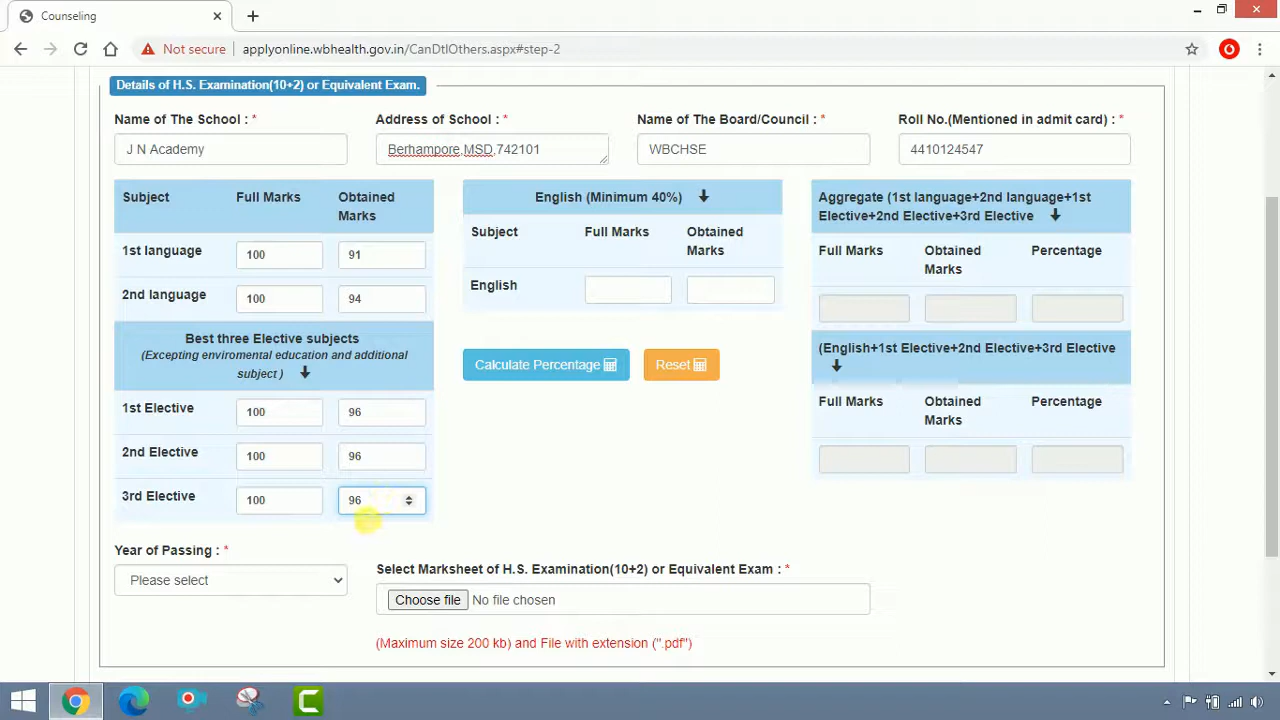 Counseling
Not secure
applyonline.wbhealth.gov.in/CanDtlOthers.aspx#step-2
Details of H.S. Examination(10+2) or Equivalent Exam.
Name of The School : *
Address of School : *
Name of The Board/Council : *
Roll No.(Mentioned in admit card) : *
J N Academy
Berhampore,MSD,742101
WBCHSE
4410124547
Subject
Full Marks
Obtained
Marks
1st language
100
91
2nd language
100
94
Best three Elective subjects
(Excepting enviromental education and additional
subject )
1st Elective
100
96
2nd Elective
100
96
3rd Elective
100
96
English (Minimum 40%)
Subject
Full Marks
Obtained
Marks
English
Calculate Percentage
Reset
Aggregate (1st language+2nd language+1st
Elective+2nd Elective+3rd Elective
Full Marks
Obtained
Marks
Percentage
(English+1st Elective+2nd Elective+3rd Elective
Full Marks
Obtained
Marks
Percentage
Year of Passing : *
Please select
Select Marksheet of H.S. Examination(10+2) or Equivalent Exam : *
Choose file No file chosen
(Maximum size 200 kb) and File with extension (".pdf")